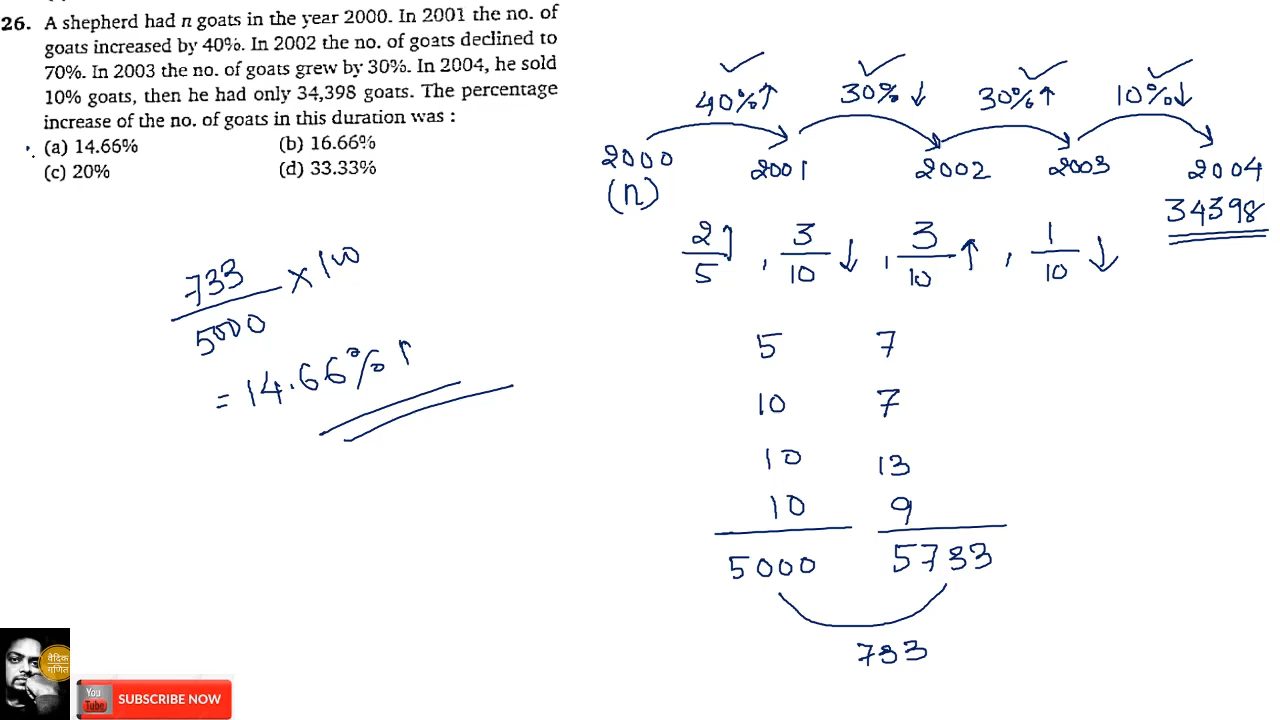 26. A shepherd had n goats in the year 2000. In 2001 the no. of
goats increased by 40%. In 2002 the no. of goats declined to
70%. In 2003 the no. of goats grew by 30%. In 2004, he sold
10% goats, then he had only 34,398 goats. The percentage
increase of the no. of goats in this duration was :
(a) 14.66% (b) 16.66%
(c) 20% (d) 33.33%
40%↑ 30%↓ 30%↑ 10%↓
2000 2001 2002 2003 2004
(n) 34398
2/5↑, 3/10↓, 3/10↑, 1/10↓
733/5000 × 100
= 14.66%↑
5 7
10 7
10 13
10 9
5000 5733
733
वैदिक
गणित
You
Tube
SUBSCRIBE NOW